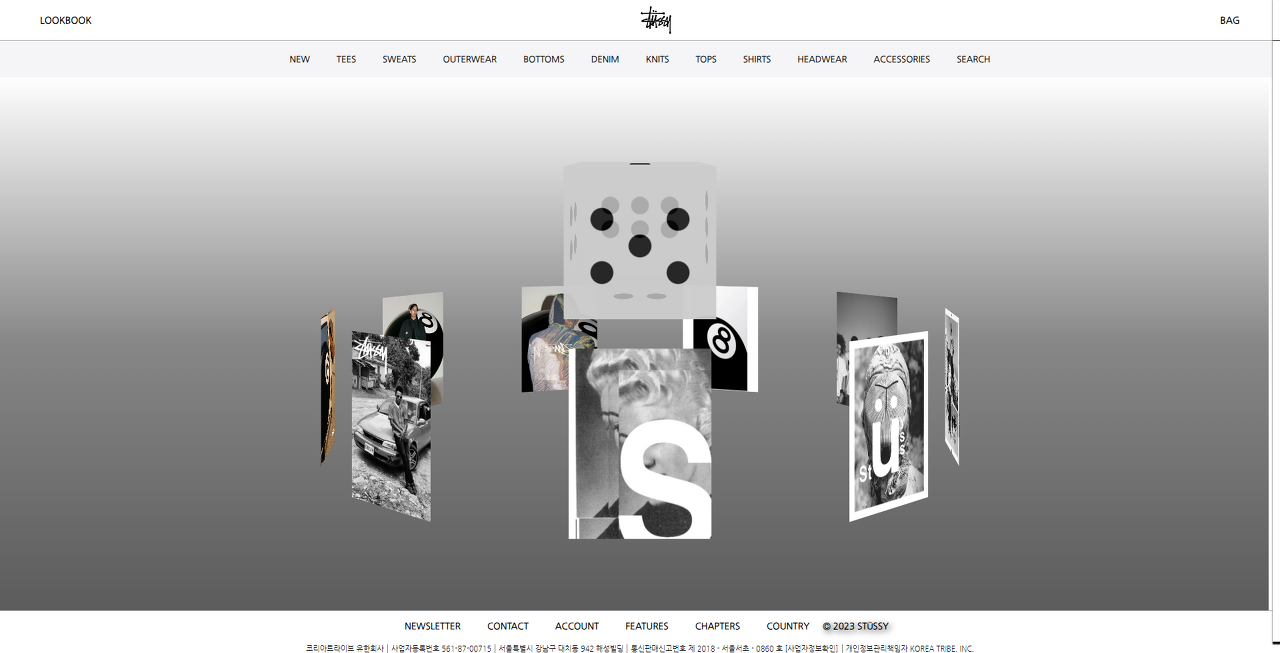 LOOKBOOK Stüssy BAG
NEW TEES SWEATS OUTERWEAR BOTTOMS DENIM KNITS TOPS SHIRTS HEADWEAR ACCESSORIES SEARCH
8 8
8 Stüssy S St u s s
NEWSLETTER CONTACT ACCOUNT FEATURES CHAPTERS COUNTRY © 2023 STÜSSY
코리아트라이브 유한회사 | 사업자등록번호 561-87-00715 | 서울특별시 강남구 대치동 942 해성빌딩 | 통신판매신고번호 제 2018 - 서울서초 - 0860 호 [사업자정보확인] | 개인정보관리책임자 KOREA TRIBE, INC.